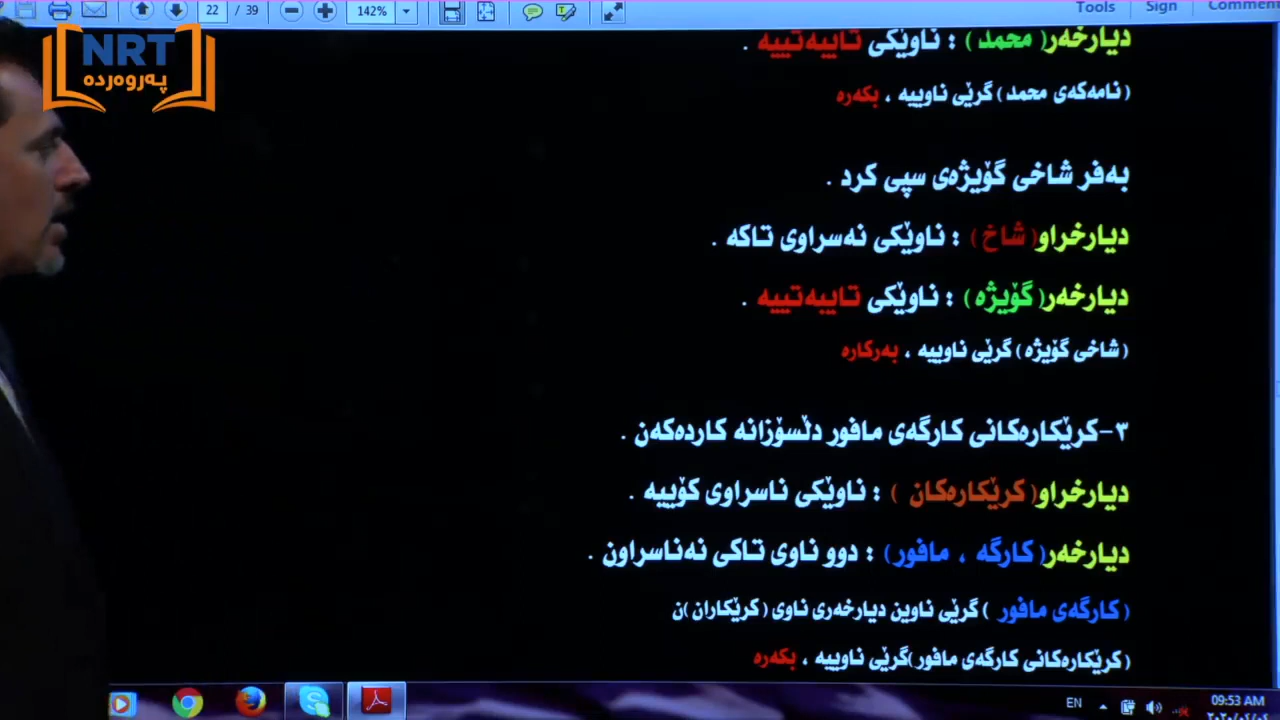 22 / 39 142% Tools Sign Comment
NRT
پەروەردە
دیارخەر( محمد ) : ناوێکی تایبەتییە .
( نامەکەی محمد ) گرێی ناوییە ، بکەرە
بەفر شاخی گۆیژەی سپی کرد .
دیارخراو( شاخ ) : ناوێکی نەسراوی تاکە .
دیارخەر( گۆیژە ) : ناوێکی تایبەتییە .
( شاخی گۆیژە ) گرێی ناوییە ، بەرکارە
٣-کرێکارەکانی کارگەی مافور دڵسۆزانە کاردەکەن .
دیارخراو( کرێکارەکان ) : ناوێکی ناسراوی کۆییە .
دیارخەر( کارگە ، مافور) : دوو ناوی تاکی نەناسراون .
( کارگەی مافور ) گرێی ناوین دیارخەری ناوی ( کرێکاران )ن
( کرێکارەکانی کارگەی مافور)گرێی ناوییە ، بکەرە
EN 09:53 AM